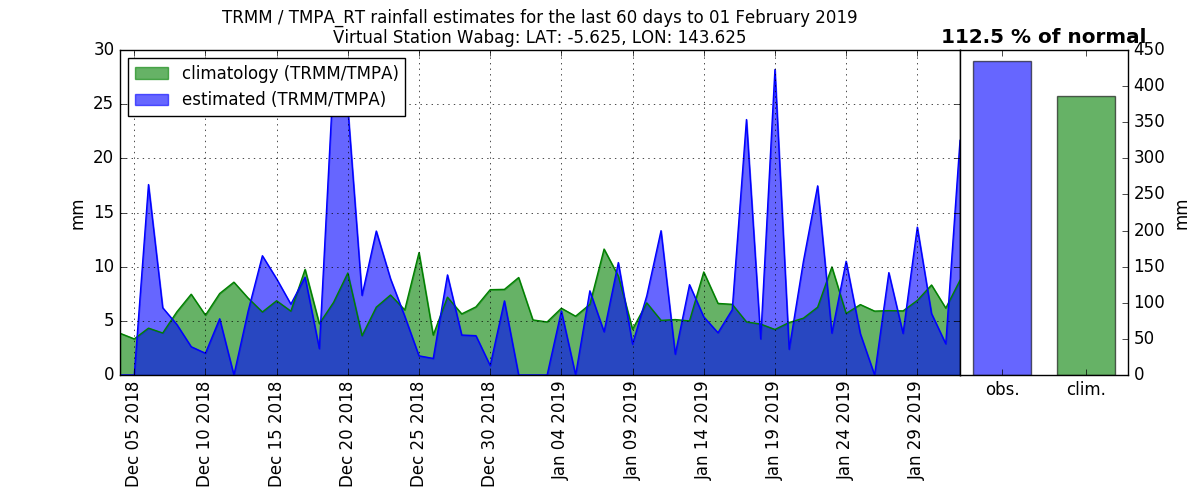 TRMM / TMPA_RT rainfall estimates for the last 60 days to 01 February 2019
Virtual Station Wabag: LAT: -5.625, LON: 143.625
112.5 % of normal
climatology (TRMM/TMPA)
estimated (TRMM/TMPA)
30
25
20
15
10
5
0
mm
Dec 05 2018
Dec 10 2018
Dec 15 2018
Dec 20 2018
Dec 25 2018
Dec 30 2018
Jan 04 2019
Jan 09 2019
Jan 14 2019
Jan 19 2019
Jan 24 2019
Jan 29 2019
450
400
350
300
250
200
150
100
50
0
mm
obs.
clim.